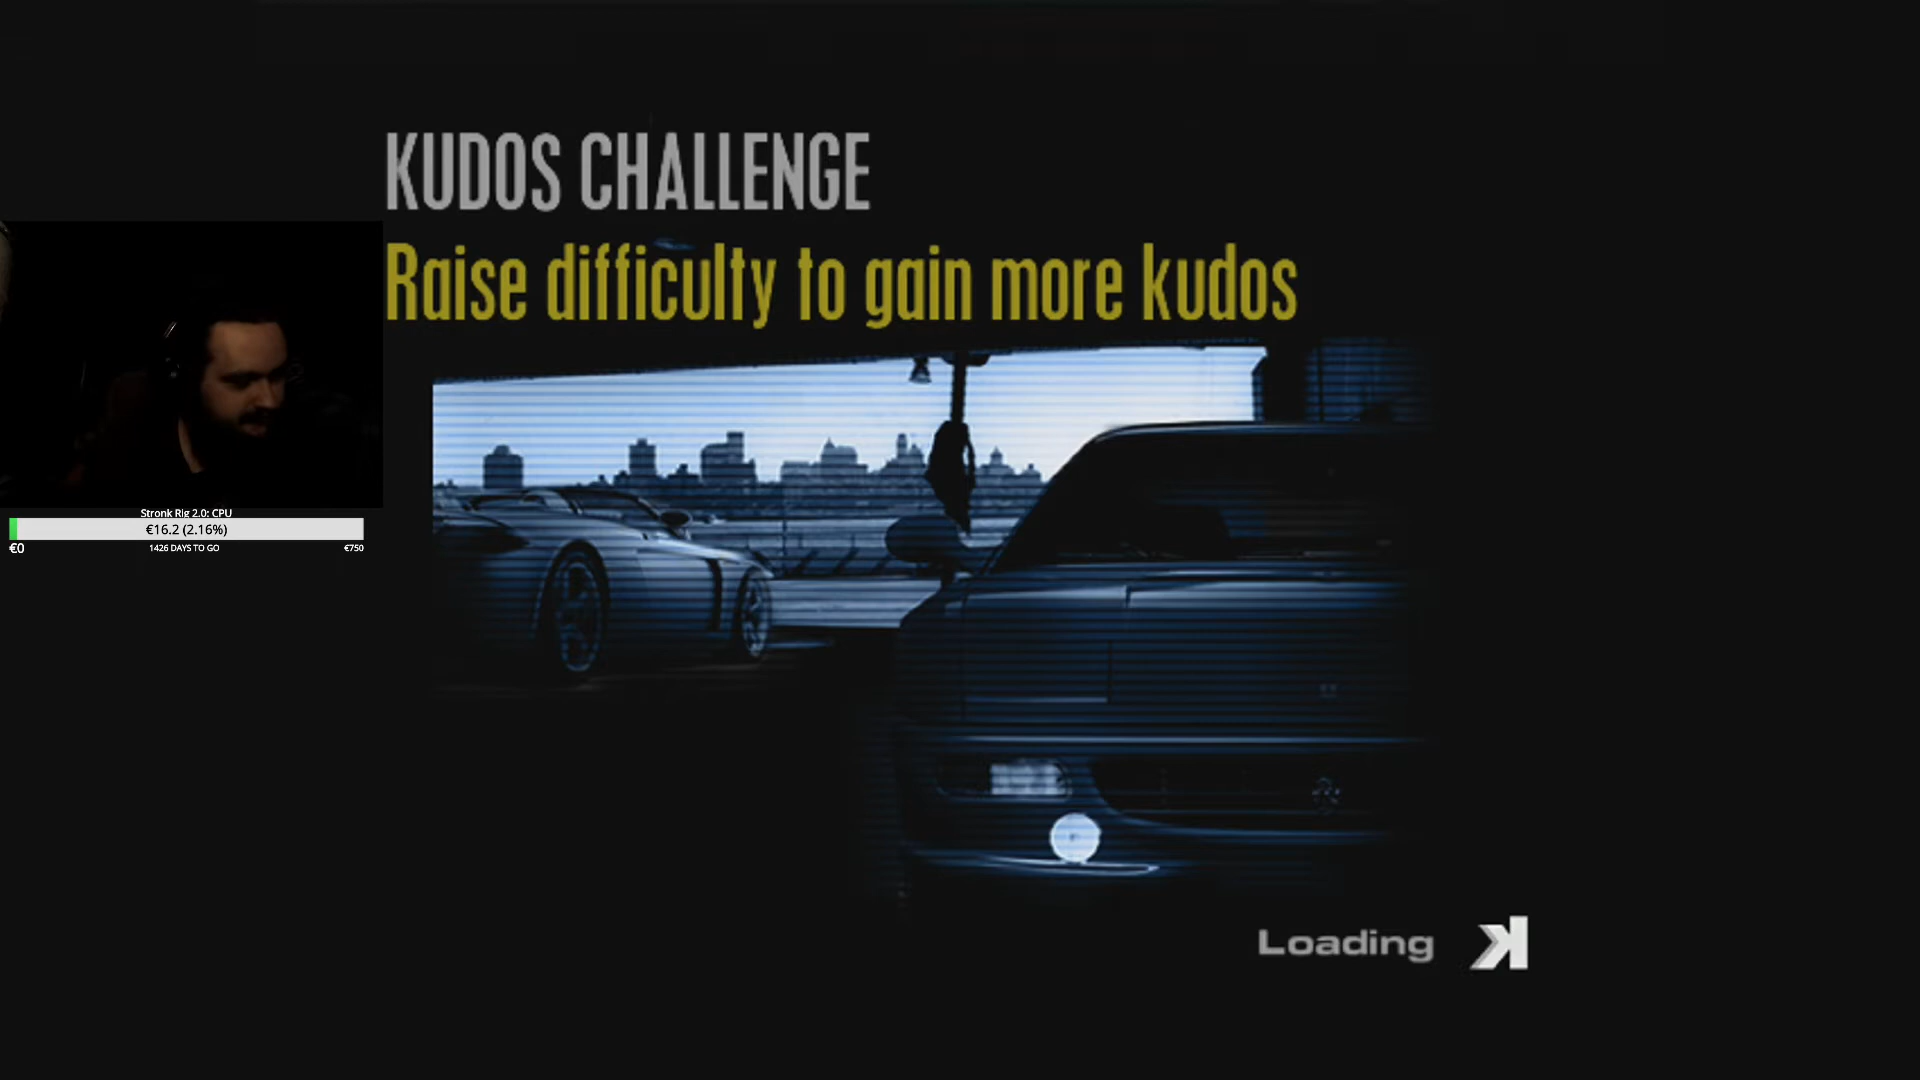 KUDOS CHALLENGE
Raise difficulty to gain more kudos
Stronk Rig 2.0: CPU
€16.2 (2.16%)
€0 1426 DAYS TO GO €750
Loading